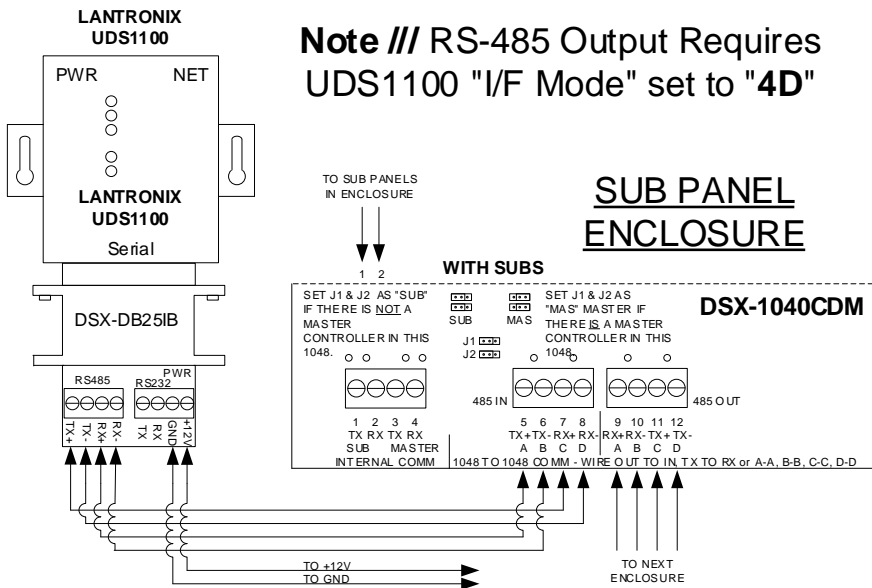 LANTRONIX
UDS1100
Note /// RS-485 Output Requires
UDS1100 "I/F Mode" set to "4D"
PWR NET
LANTRONIX
UDS1100
Serial
DSX-DB25IB
PWR
RS485 RS232
TX+ TX- RX+ RX- TX RX GND +12V
TO SUB PANELS
IN ENCLOSURE
1 2
SUB PANEL
ENCLOSURE
WITH SUBS
SET J1 & J2 AS "SUB"
IF THERE IS NOT A
MASTER
CONTROLLER IN THIS
1048.
SUB MAS
J1
J2
SET J1 & J2 AS
"MAS" MASTER IF
THERE IS A MASTER
CONTROLLER IN THIS
1048.
DSX-1040CDM
485 IN 485 OUT
1 2 3 4
TX RX TX RX
SUB MASTER
INTERNAL COMM
5 6 7 8 9 10 11 12
TX+ TX- RX+ RX- RX+ RX- TX+ TX-
A B C D A B C D
1048 TO 1048 COMM - WIRE OUT TO IN, TX TO RX or A-A, B-B, C-C, D-D
TO +12V
TO GND
TO NEXT
ENCLOSURE